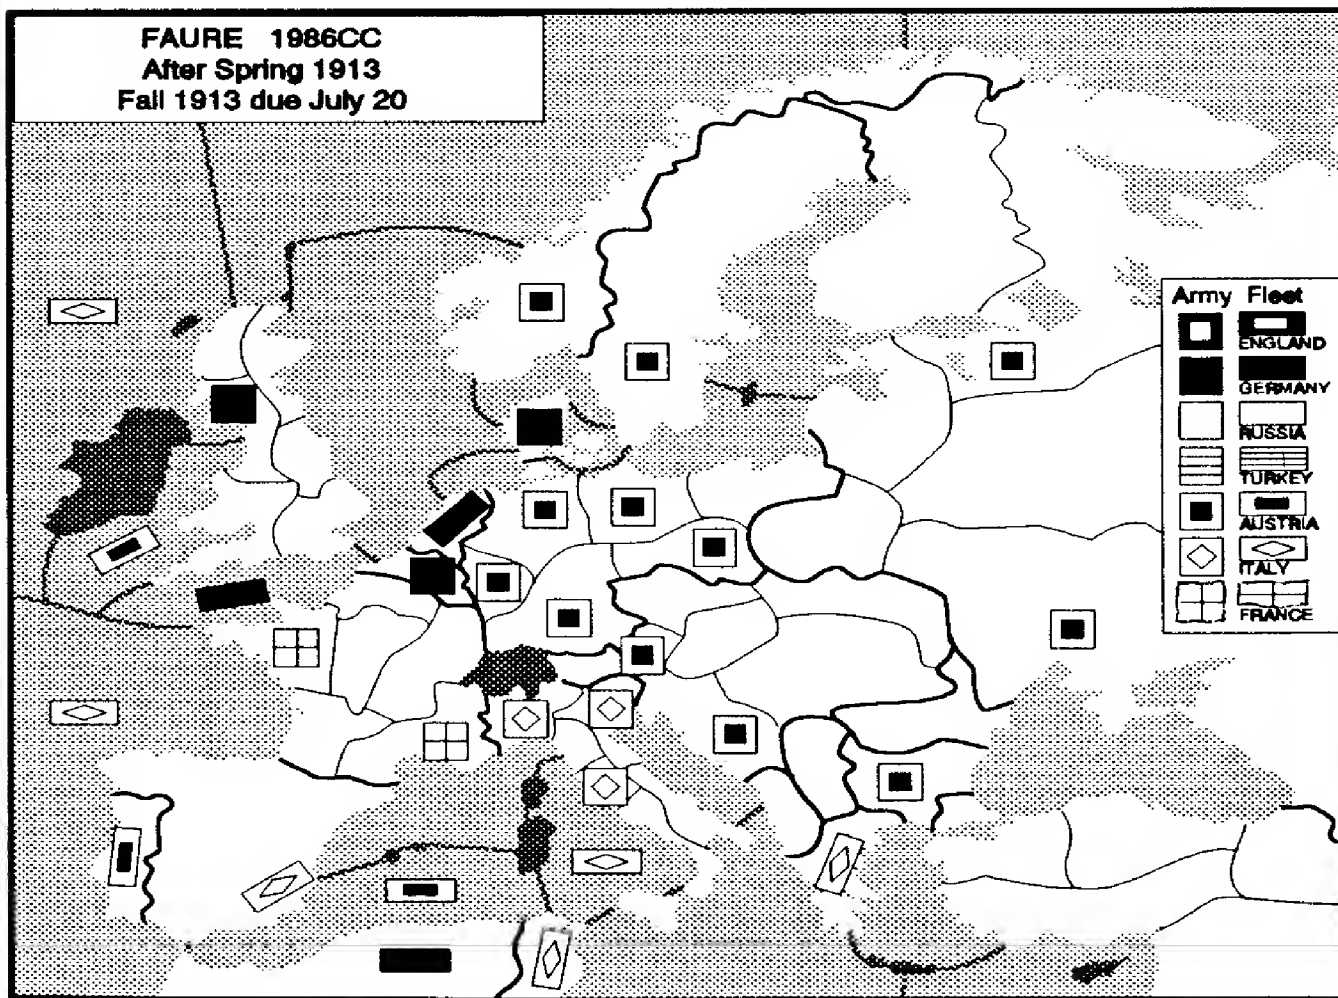 FAURE 1986CC
After Spring 1913
Fall 1913 due July 20
Army Fleet
ENGLAND
GERMANY
RUSSIA
TURKEY
AUSTRIA
ITALY
FRANCE